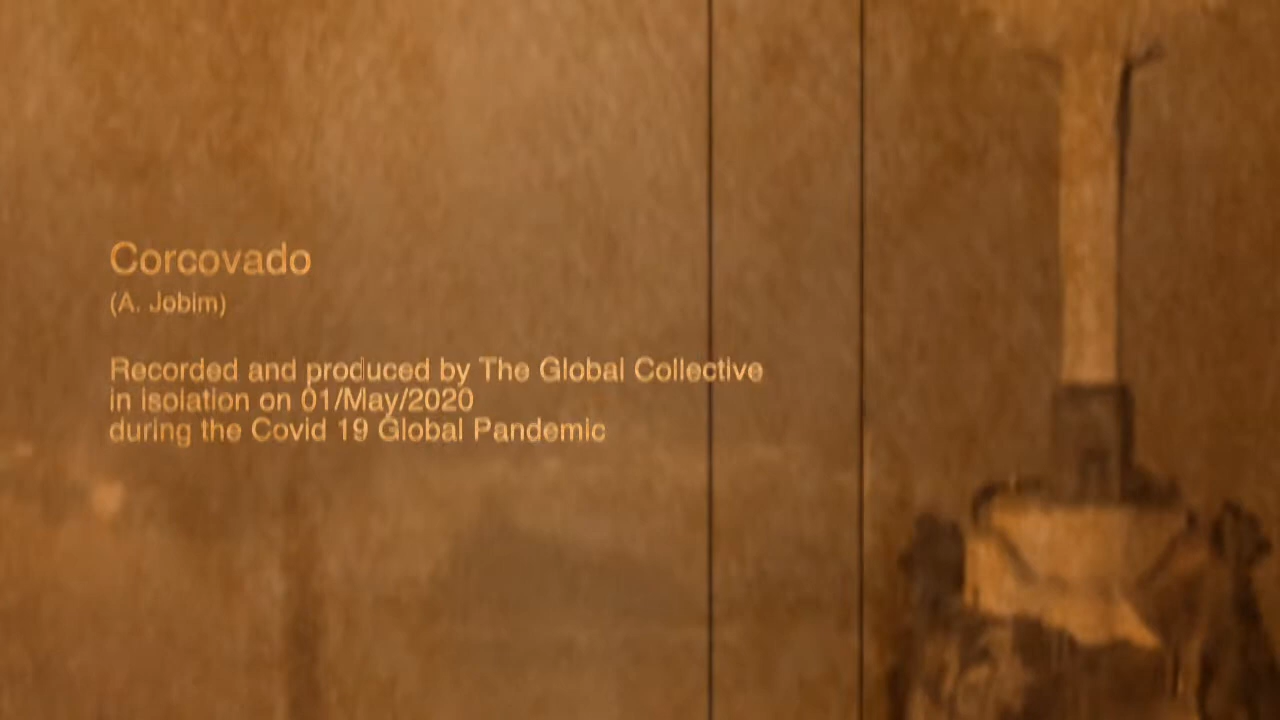 Corcovado
(A. Jobim)
Recorded and produced by The Global Collective
in isolation on 01/May/2020
during the Covid 19 Global Pandemic